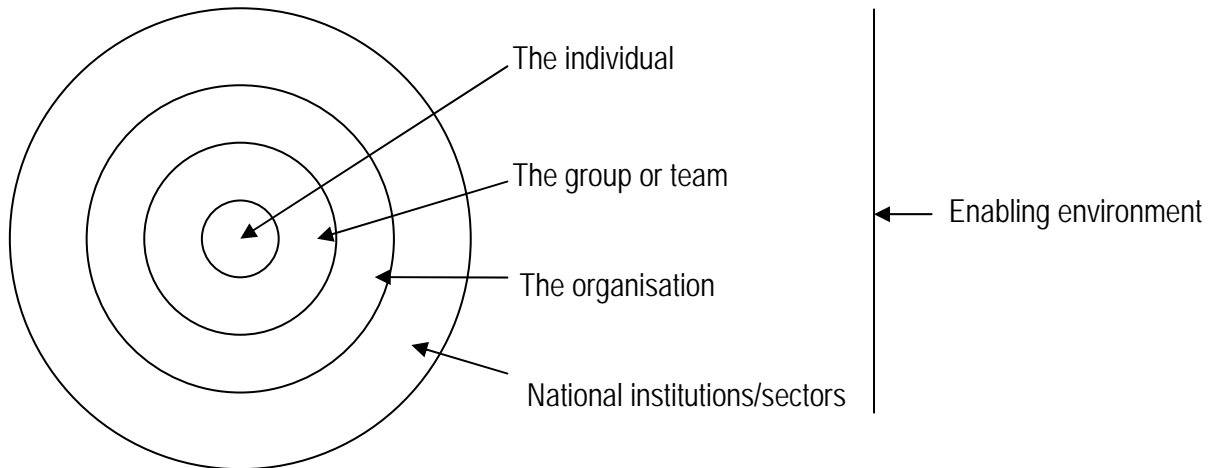 The individual
The group or team
Enabling environment
The organisation
National institutions/sectors